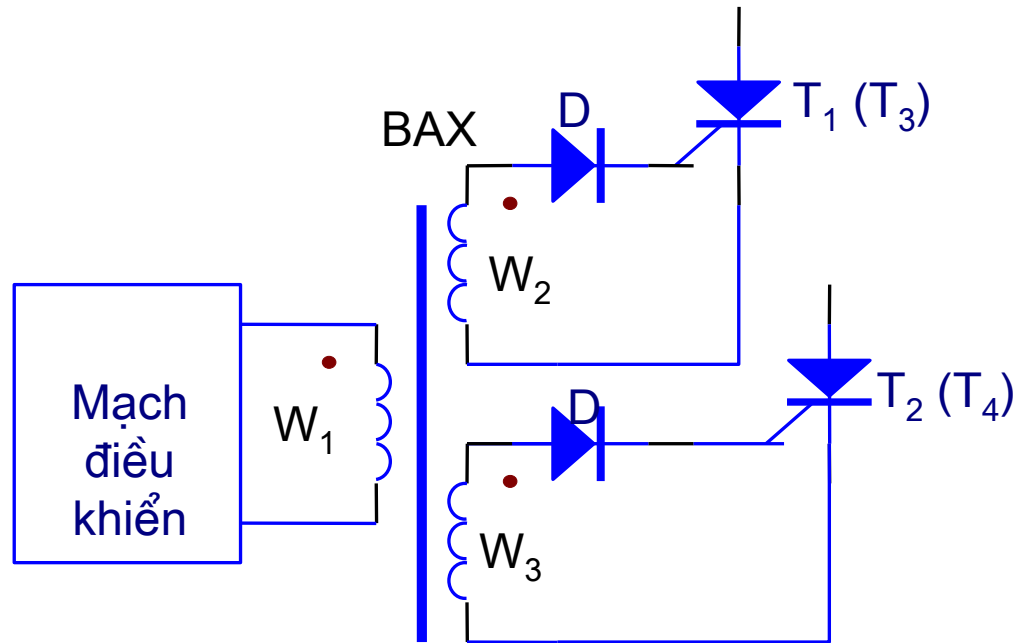 BAX
D
T₁ (T₃)
W₂
Mạch
điều
khiển
W₁
D
T₂ (T₄)
W₃